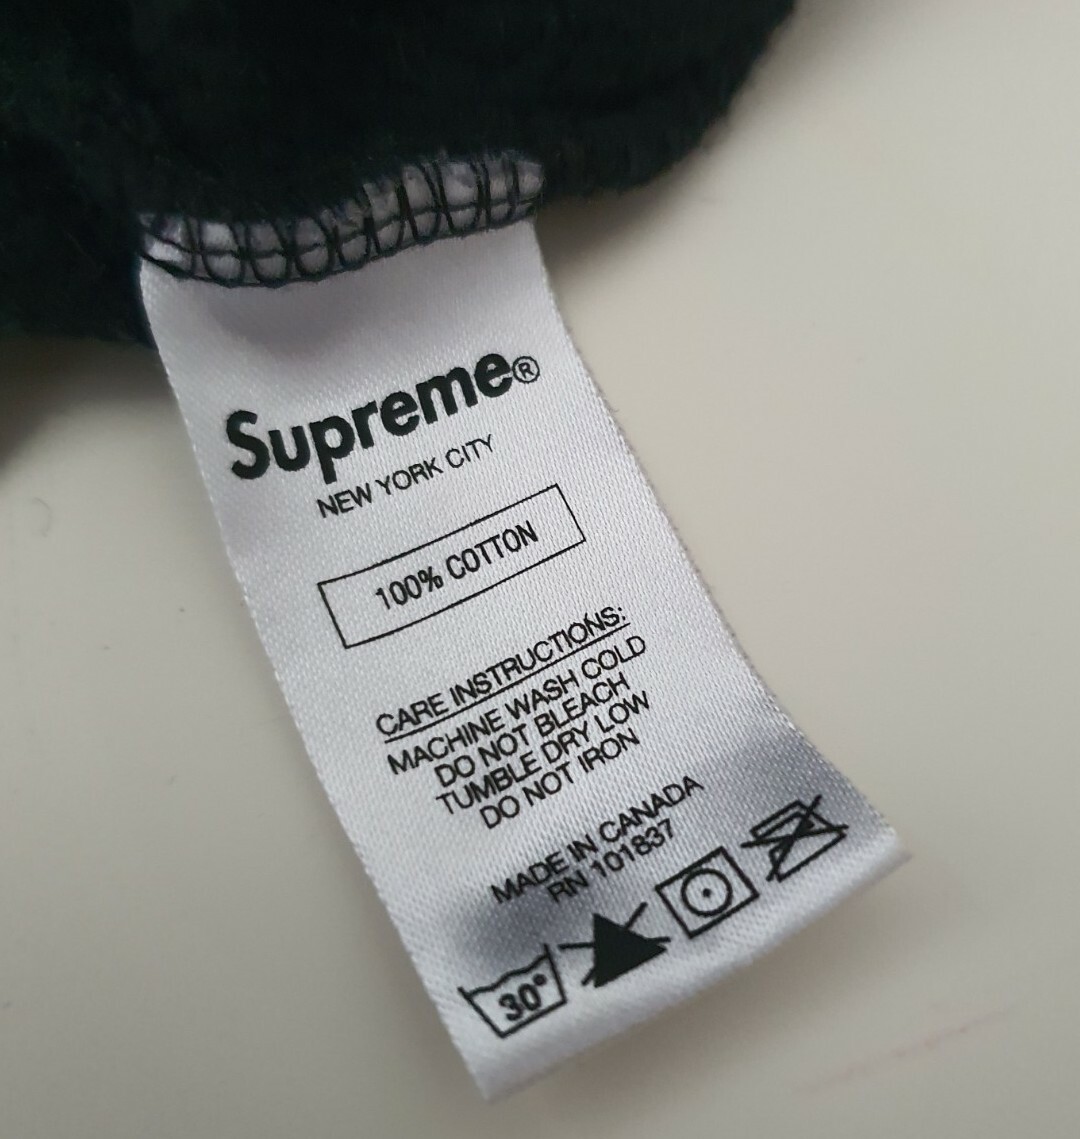 Supreme®
NEW YORK CITY
100% COTTON
CARE INSTRUCTIONS:
MACHINE WASH COLD
DO NOT BLEACH
TUMBLE DRY LOW
DO NOT IRON
MADE IN CANADA
RN 101837
30°